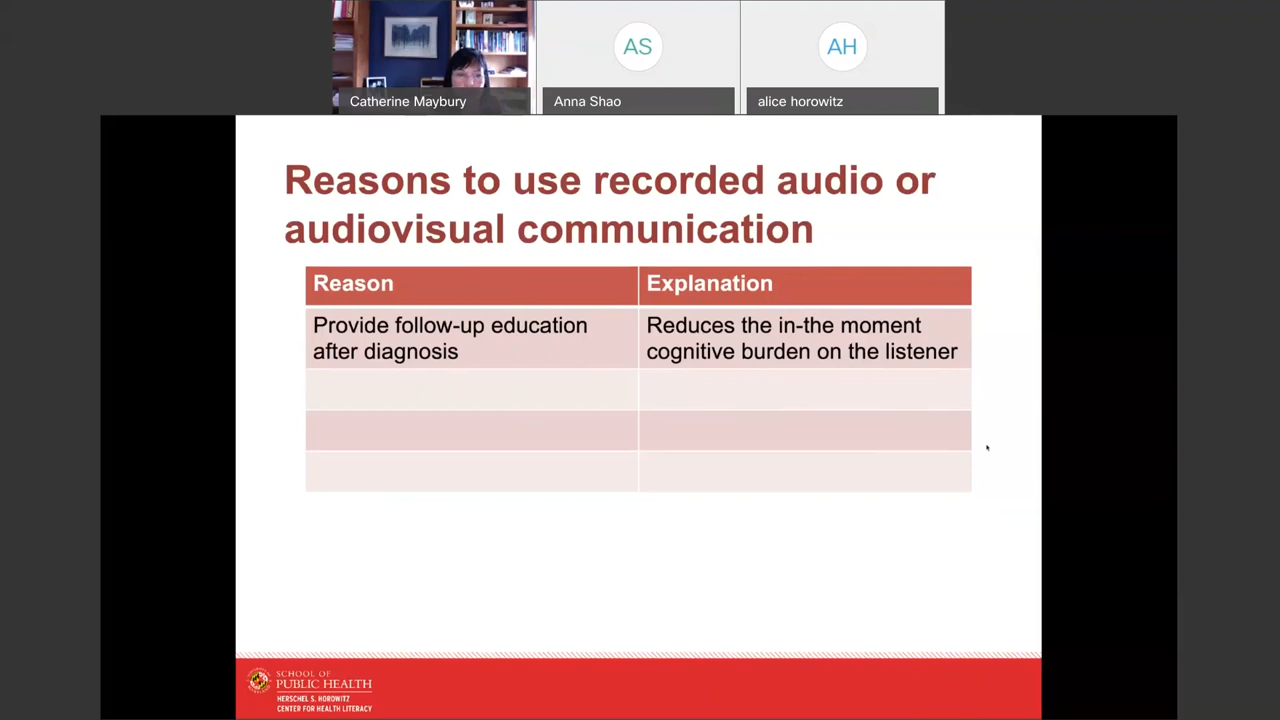 AS
AH
Catherine Maybury
Anna Shao
alice horowitz
Reasons to use recorded audio or
audiovisual communication
Reason
Explanation
Provide follow-up education
after diagnosis
Reduces the in-the moment
cognitive burden on the listener
SCHOOL OF
PUBLIC HEALTH
HERSCHEL S. HOROWITZ
CENTER FOR HEALTH LITERACY